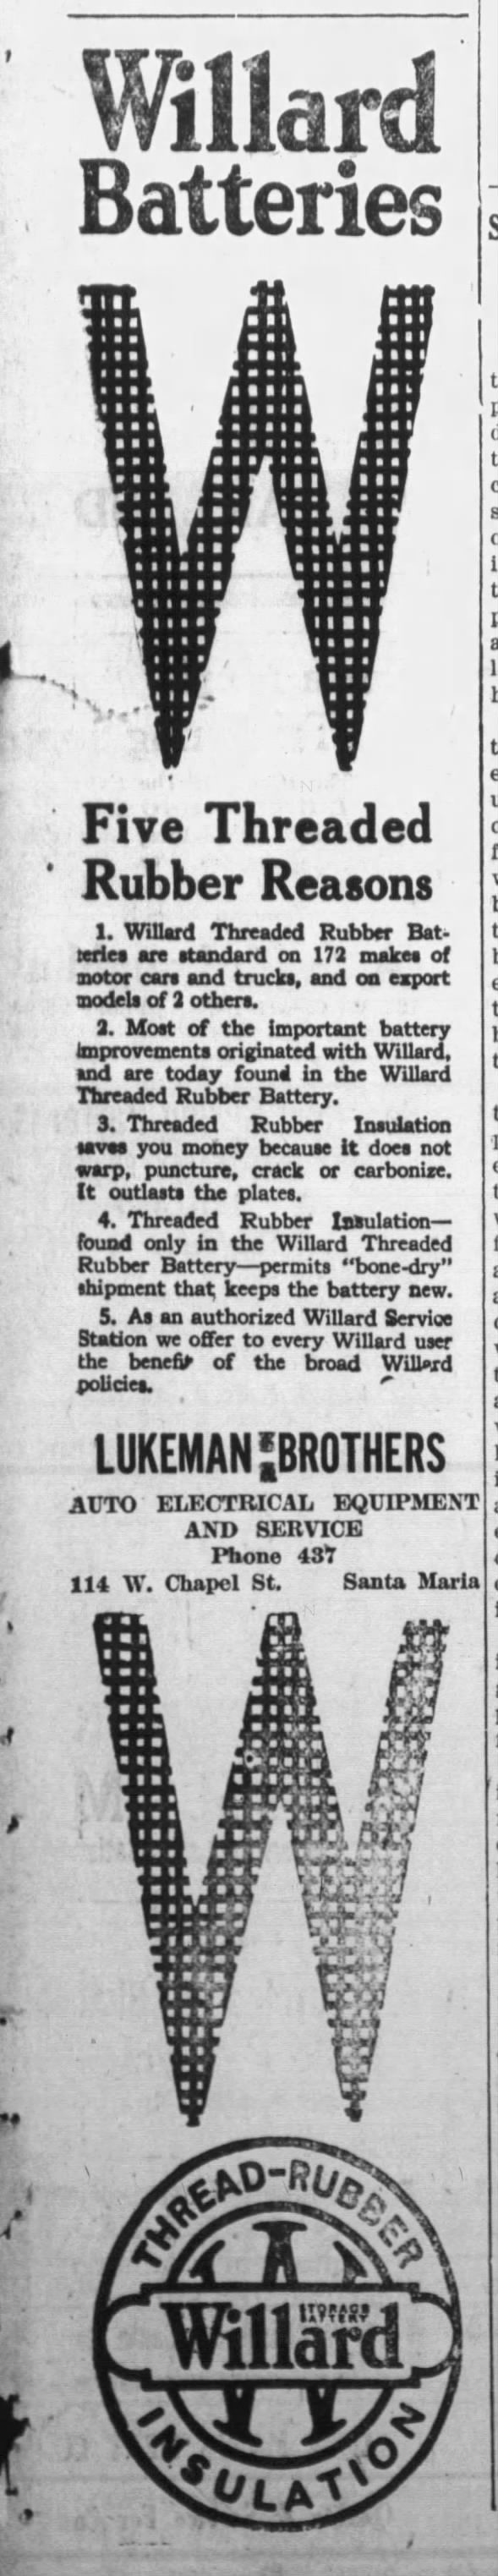 Willard
Batteries
W
Five Threaded
Rubber Reasons
1. Willard Threaded Rubber Bat-
teries are standard on 172 makes of
motor cars and trucks, and on export
models of 2 others.
2. Most of the important battery
improvements originated with Willard,
and are today found in the Willard
Threaded Rubber Battery.
3. Threaded Rubber Insulation
saves you money because it does not
warp, puncture, crack or carbonize.
It outlasts the plates.
4. Threaded Rubber Insulation—
found only in the Willard Threaded
Rubber Battery—permits "bone-dry"
shipment that keeps the battery new.
5. As an authorized Willard Service
Station we offer to every Willard user
the benefit of the broad Willard
policies.
LUKEMAN BROTHERS
AUTO ELECTRICAL EQUIPMENT
AND SERVICE
Phone 437
114 W. Chapel St. Santa Maria
W
THREAD-RUBBER
W
STORAGE
BATTERY
Willard
INSULATION